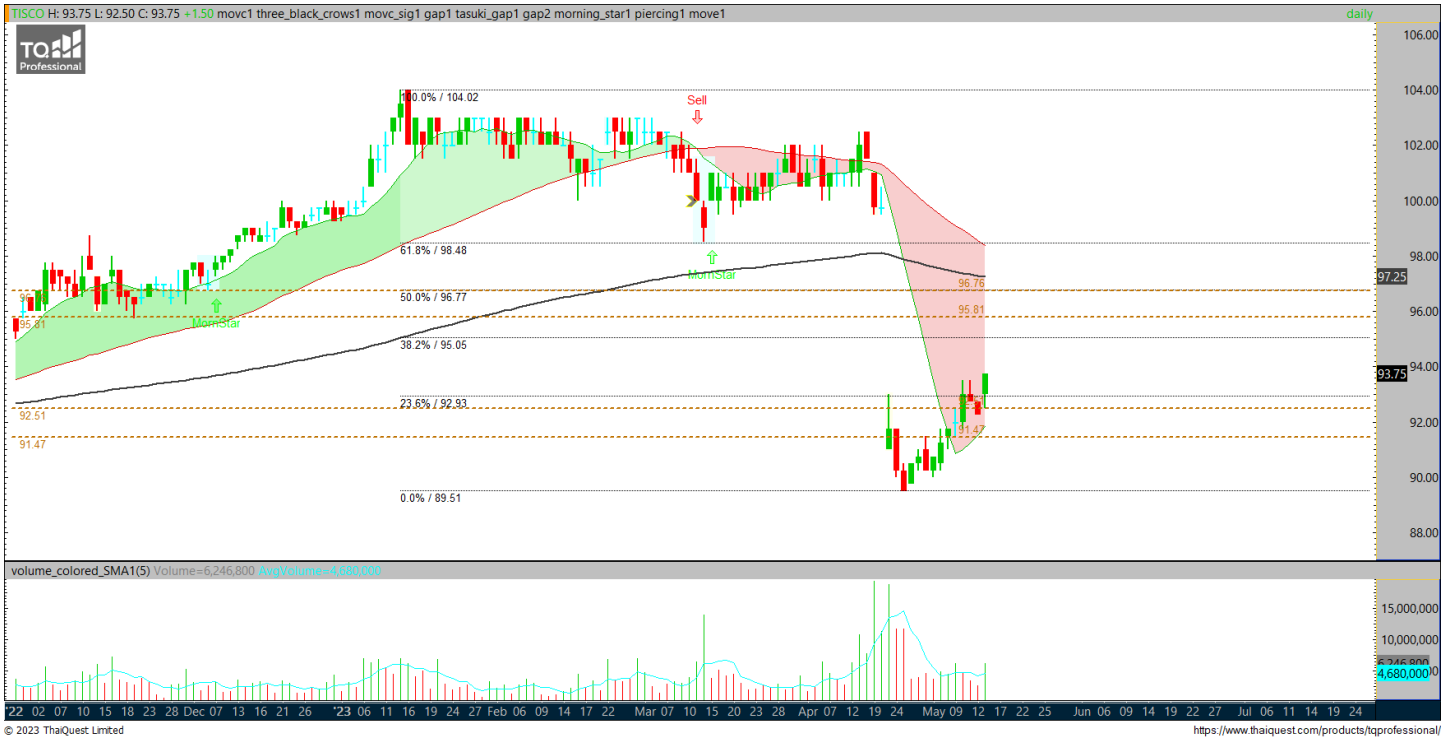 TISCO H: 93.75 L: 92.50 C: 93.75 +1.50 movc1 three_black_crows1 movc_sig1 gap1 tasuki_gap1 gap2 morning_star1 piercing1 move1 daily
TQ
Professional
106.00
104.00
102.00
100.00
98.00
97.25
96.00
94.00
93.75
92.00
90.00
88.00
100.0% / 104.02
Sell
61.8% / 98.48
MornStar
MornStar
50.0% / 96.77
96.76
95.81
95.81
38.2% / 95.05
23.6% / 92.93
92.51
91.47
91.47
0.0% / 89.51
volume_colored_SMA1(5) Volume=6,246,800 AvgVolume=4,680,000
15,000,000
10,000,000
6,246,800
4,680,000
'22 02 07 10 15 18 23 28 Dec 07 13 16 21 26 '23 06 11 16 19 24 27 Feb 06 09 14 17 22 Mar 07 10 15 20 23 28 Apr 07 12 19 24 May 09 12 17 22 25 Jun 06 09 14 19 22 27 Jul 06 11 14 19 24
© 2023 ThaiQuest Limited https://www.thaiquest.com/products/tqprofessional/